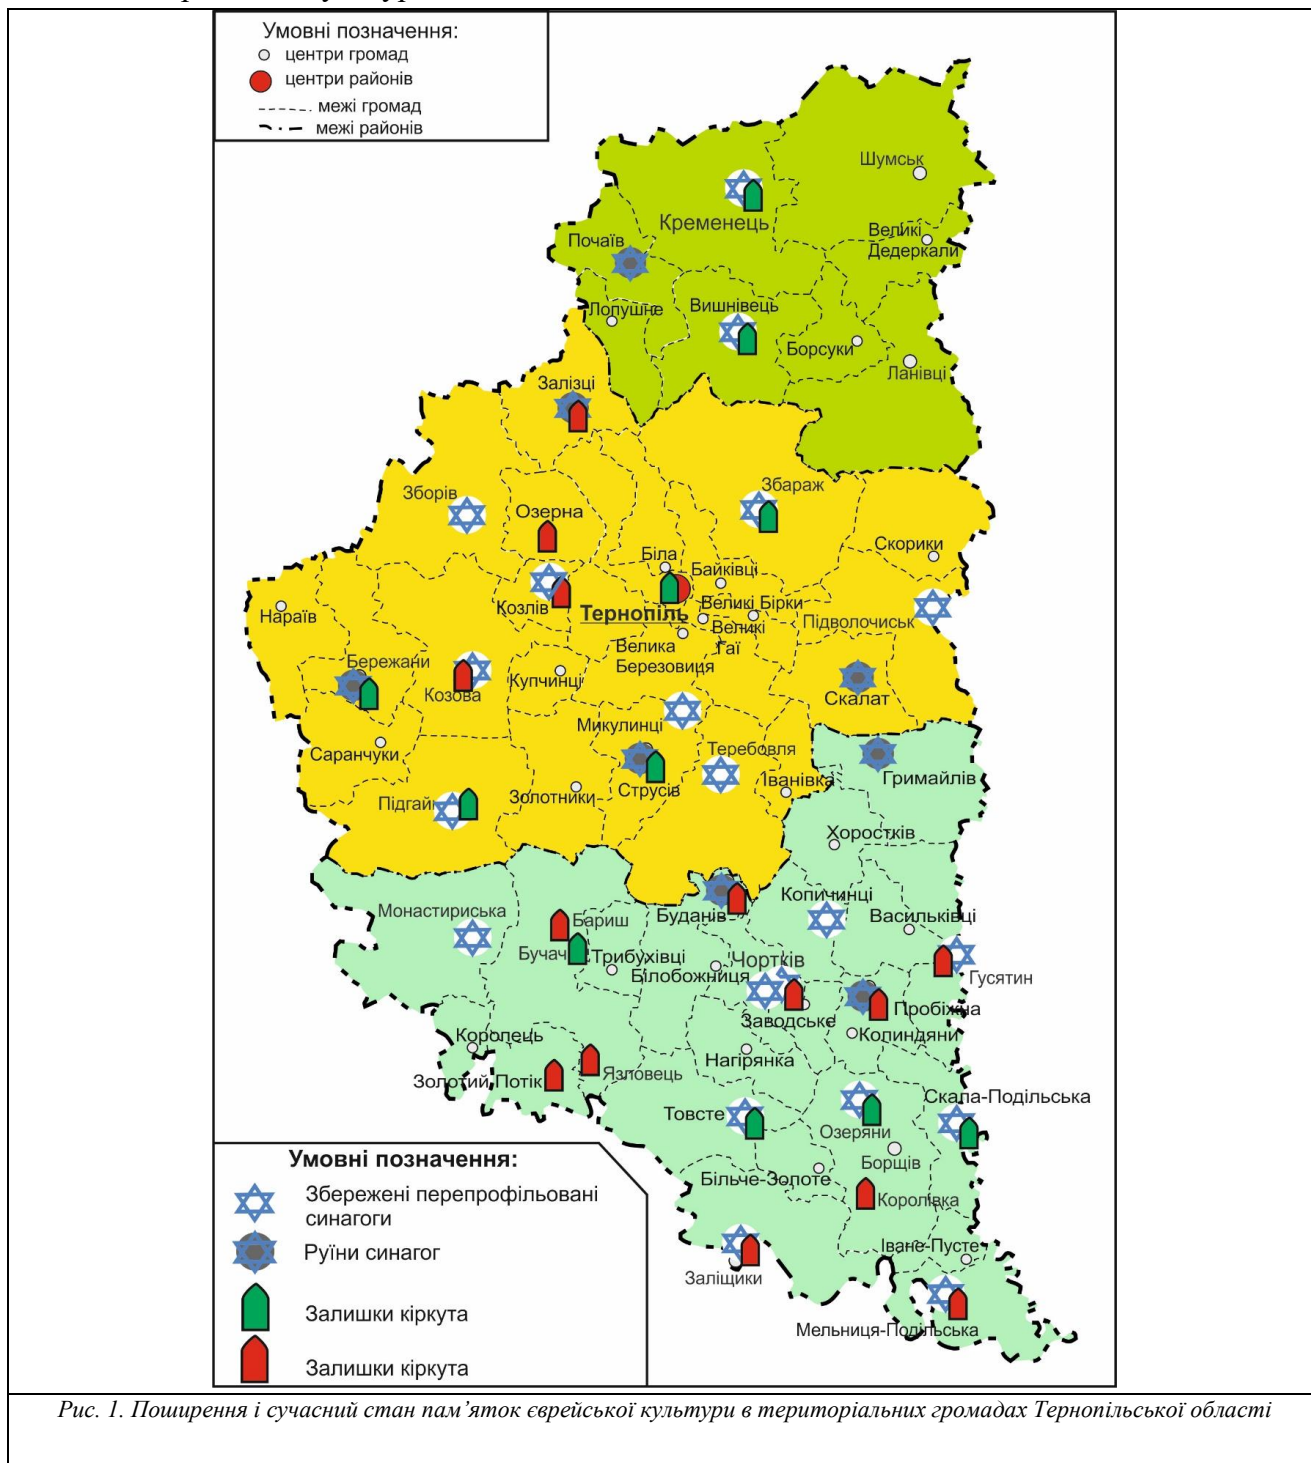 Умовні позначення:
центри громад
центри районів
межі громад
межі районів
Шумськ
Кременець
Великі
Дедеркали
Почаїв
Лопушне
Вишнівець
Борсуки
Ланівці
Залізці
Зборів
Озерна
Збараж
Скорики
Біла
Байківці
Козлів
Тернопіль
Великі Бірки
Нараїв
Підволочиськ
Великі
Гаї
Велика
Березовиця
Бережани
Козова
Купчинці
Скалат
Микулинці
Саранчуки
Теребовля
Струсів
Іванівка
Гримайлів
Підгай
Золотники
Хоростків
Монастириська
Бариш
Буданів
Копичинці
Васильківці
Бучач
Трибухівці
Чортків
Білобожниця
Гусятин
Заводське
Пробіжна
Колиндяни
Коропець
Нагірянка
Золотий Потік
Язловець
Товсте
Озеряни
Скала-Подільська
Борщів
Більче-Золоте
Королівка
Іване-Пусте
Заліщики
Мельниця-Подільська
Умовні позначення:
Збережені перепрофільовані
синагоги
Руїни синагог
Залишки кіркута
Залишки кіркута
Рис. 1. Поширення і сучасний стан пам’яток єврейської культури в територіальних громадах Тернопільської області